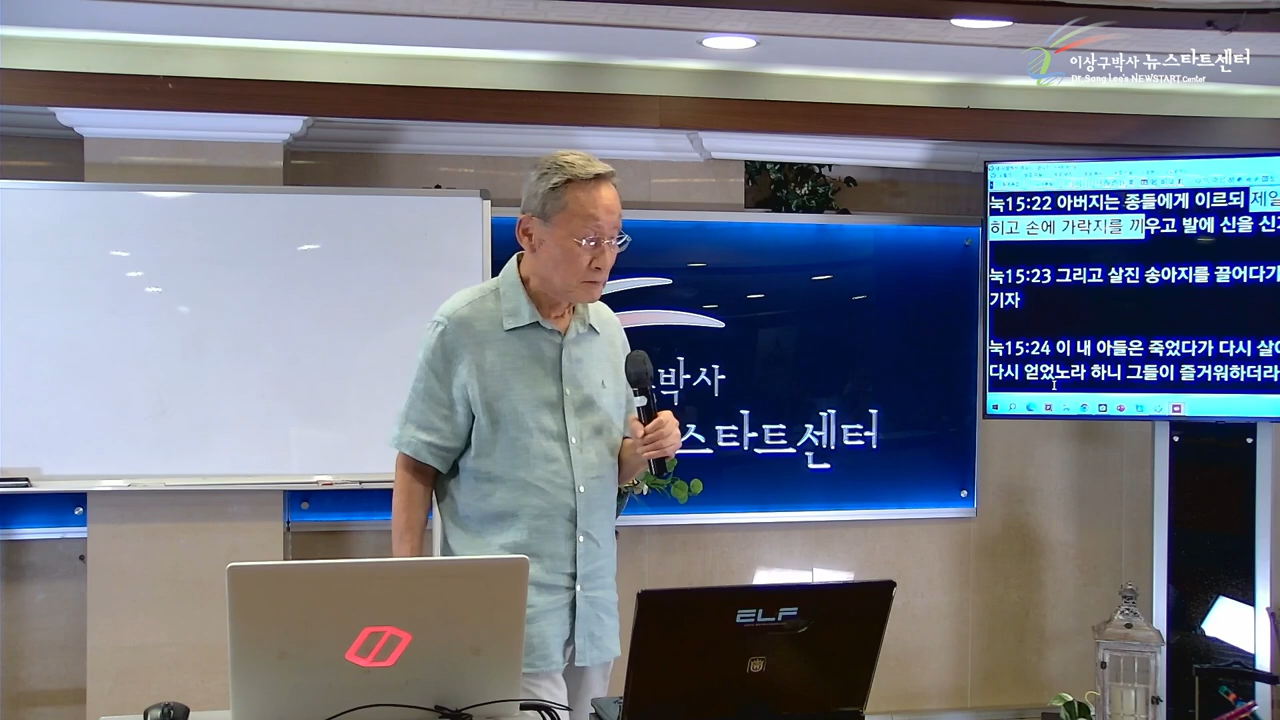 이상구박사 뉴스타트센터
Dr. Sang Lee's NEWSTART Center
눅15:22 아버지는 종들에게 이르되 제일
히고 손에 가락지를 끼우고 발에 신을 신
눅15:23 그리고 살진 송아지를 끌어다가
기자
눅15:24 이 내 아들은 죽었다가 다시 살
다시 얻었노라 하니 그들이 즐거워하더라
박사
스타트센터
ELF